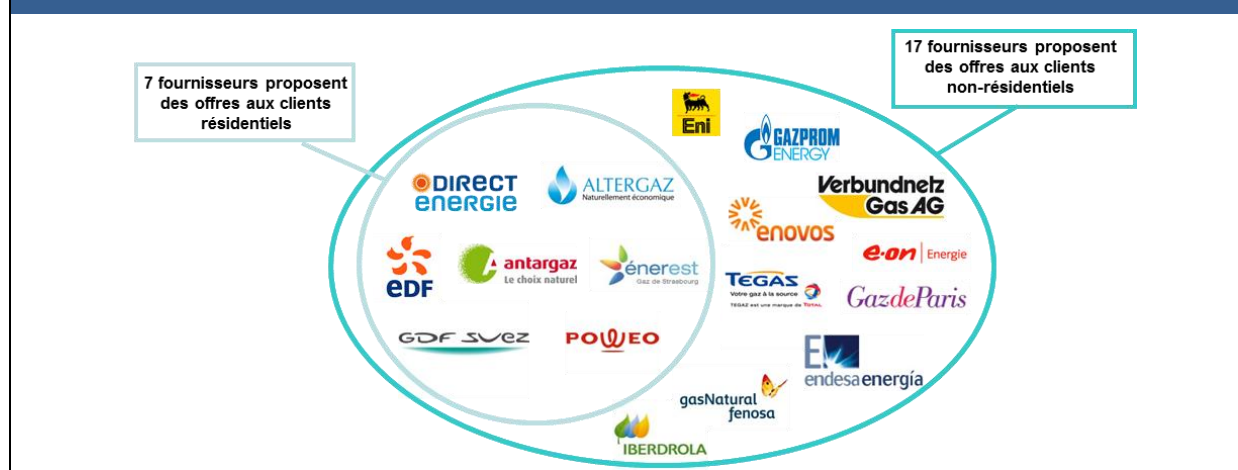 7 fournisseurs proposent
des offres aux clients
résidentiels
17 fournisseurs proposent
des offres aux clients
non-résidentiels
Eni
GAZPROM
ENERGY
DIRECT
ENERGIE
ALTERGAZ
Naturellement économique
Verbundnetz
Gas AG
enovos
e·on | Energie
eDF
antargaz
Le choix naturel
énerest
Gaz de Strasbourg
TEGAS
Votre gaz à la source
TEGAZ est une marque de TOTAL
GazdeParis
GDF SUEZ
POWEO
endesa energía
gasNatural
fenosa
IBERDROLA